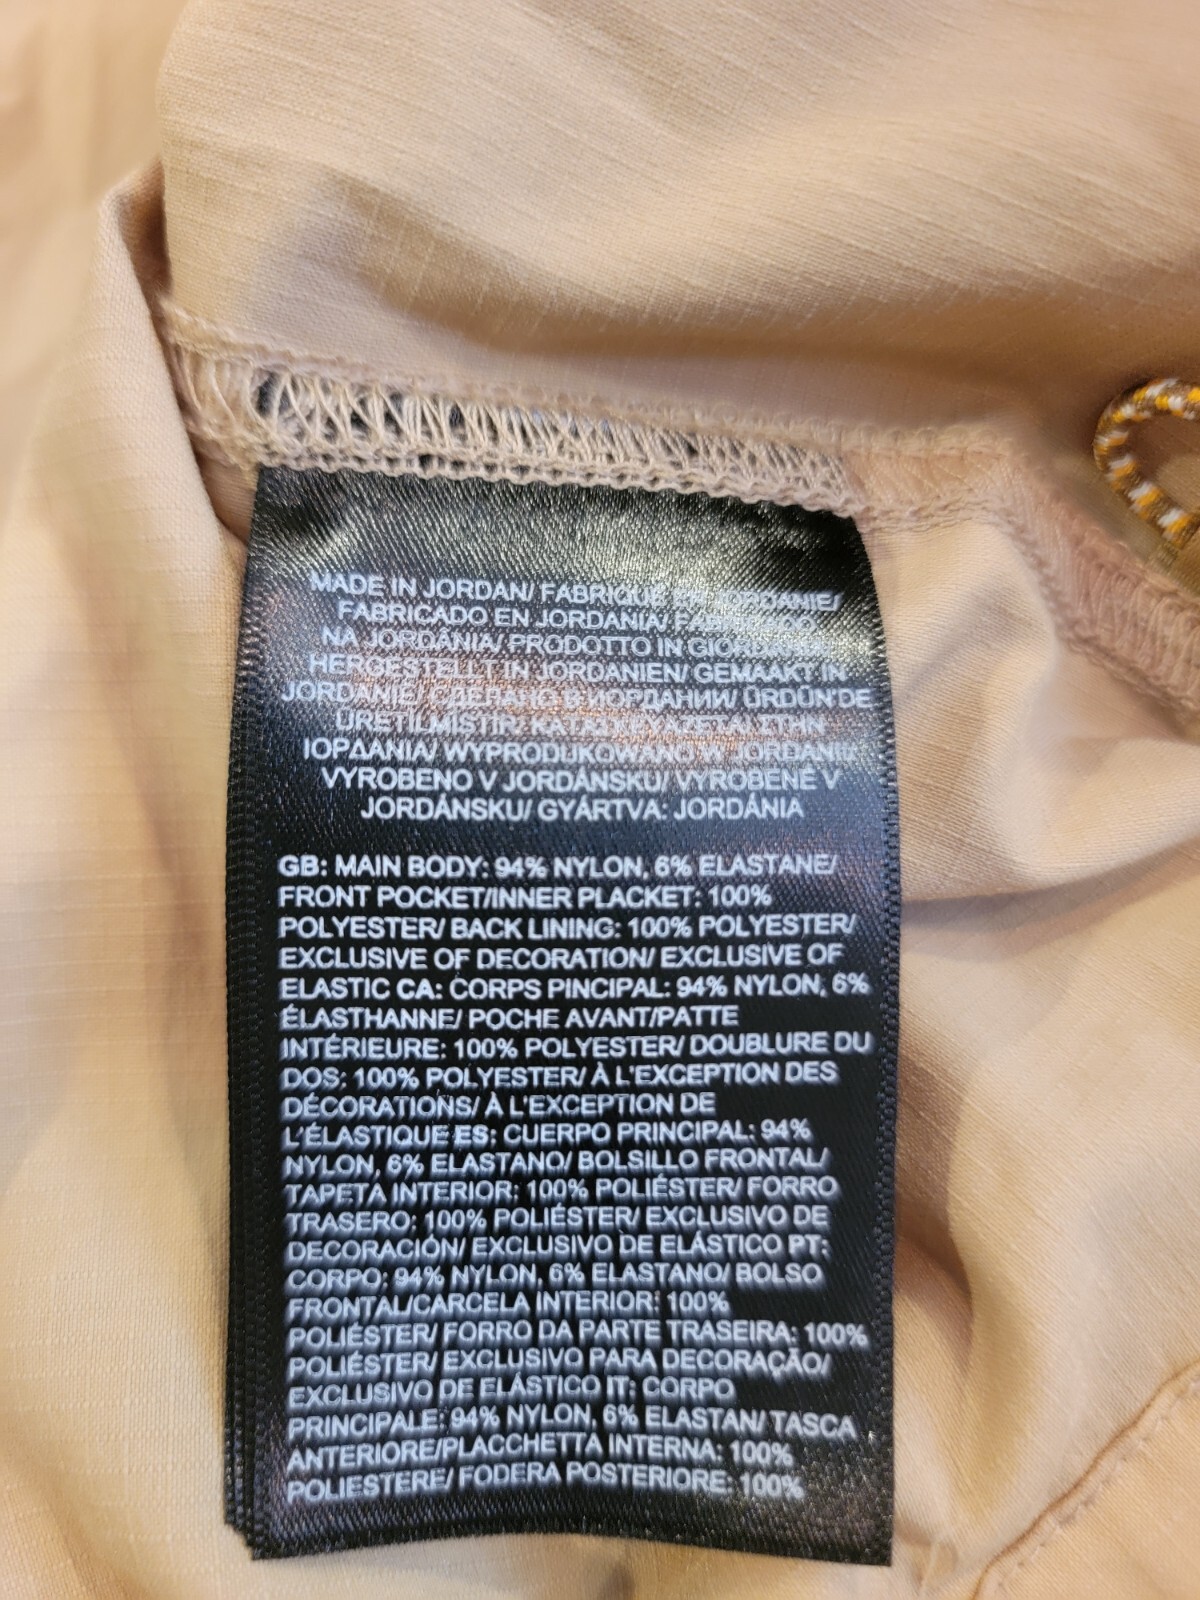 MADE IN JORDAN/ FABRIQUÉ EN JORDANIE/
FABRICADO EN JORDANIA/ FABRICADO
NA JORDÂNIA/ PRODOTTO IN GIORDANIA/
HERGESTELLT IN JORDANIEN/ GEMAAKT IN
JORDANIË/ СДЕЛАНО В ИОРДАНИИ/ ÜRDÜN'DE
ÜRETILMISTIR/ ΣΤΗΝ
ΙΟΡΔΑΝΙΑ/ WYPRODUKOWANO W JORDANII/
VYROBENO V JORDÁNSKU/ VYROBENÉ V
JORDÁNSKU/ GYÁRTVA: JORDÁNIA
GB: MAIN BODY: 94% NYLON, 6% ELASTANE/
FRONT POCKET/INNER PLACKET: 100%
POLYESTER/ BACK LINING: 100% POLYESTER/
EXCLUSIVE OF DECORATION/ EXCLUSIVE OF
ELASTIC CA: CORPS PINCIPAL: 94% NYLON, 6%
ÉLASTHANNE/ POCHE AVANT/PATTE
INTÉRIEURE: 100% POLYESTER/ DOUBLURE DU
DOS: 100% POLYESTER/ À L'EXCEPTION DES
DÉCORATIONS/ À L'EXCEPTION DE
L'ÉLASTIQUE ES: CUERPO PRINCIPAL: 94%
NYLON, 6% ELASTANO/ BOLSILLO FRONTAL/
TAPETA INTERIOR: 100% POLIÉSTER/ FORRO
TRASERO: 100% POLIÉSTER/ EXCLUSIVO DE
DECORACIÓN/ EXCLUSIVO DE ELÁSTICO PT:
CORPO: 94% NYLON, 6% ELASTANO/ BOLSO
FRONTAL/CARCELA INTERIOR: 100%
POLIÉSTER/ FORRO DA PARTE TRASEIRA: 100%
POLIÉSTER/ EXCLUSIVO PARA DECORAÇÃO/
EXCLUSIVO DE ELÁSTICO IT: CORPO
PRINCIPALE: 94% NYLON, 6% ELASTAN/ TASCA
ANTERIORE/PLACCHETTA INTERNA: 100%
POLIESTERE/ FODERA POSTERIORE: 100%